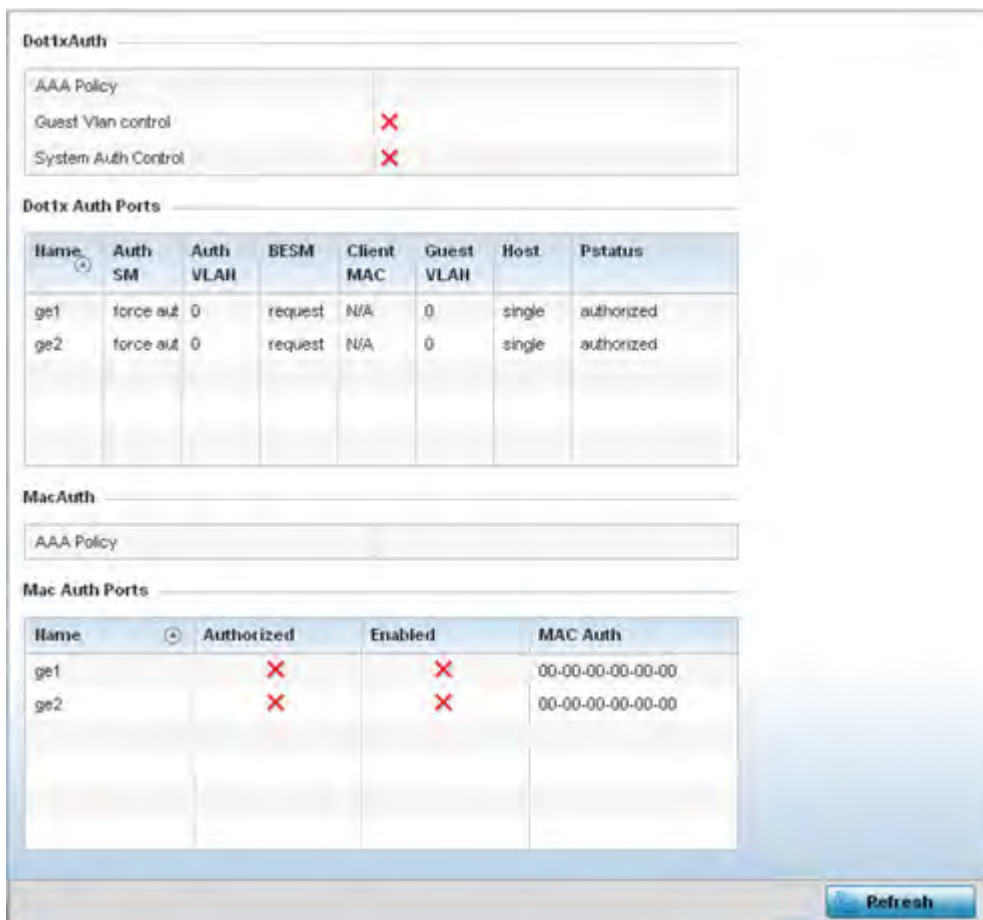 Dot1xAuth
AAA Policy
Guest Vlan control
System Auth Control
Dot1x Auth Ports
Name Auth SM Auth VLAN BESM Client MAC Guest VLAN Host Pstatus
ge1 force aut 0 request N/A 0 single authorized
ge2 force aut 0 request N/A 0 single authorized
MacAuth
AAA Policy
Mac Auth Ports
Name Authorized Enabled MAC Auth
ge1 00-00-00-00-00-00
ge2 00-00-00-00-00-00
Refresh